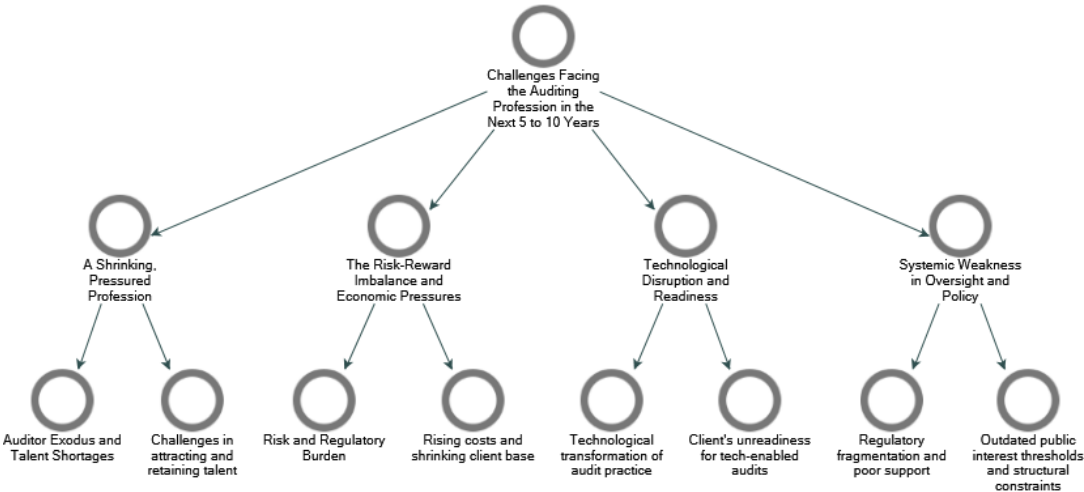 Challenges Facing
the Auditing
Profession in the
Next 5 to 10 Years
A Shrinking,
Pressured
Profession
The Risk-Reward
Imbalance and
Economic Pressures
Technological
Disruption and
Readiness
Systemic Weakness
in Oversight and
Policy
Auditor Exodus and
Talent Shortages
Challenges in
attracting and
retaining talent
Risk and Regulatory
Burden
Rising costs and
shrinking client base
Technological
transformation of
audit practice
Client's unreadiness
for tech-enabled
audits
Regulatory
fragmentation and
poor support
Outdated public
interest thresholds
and structural
constraints